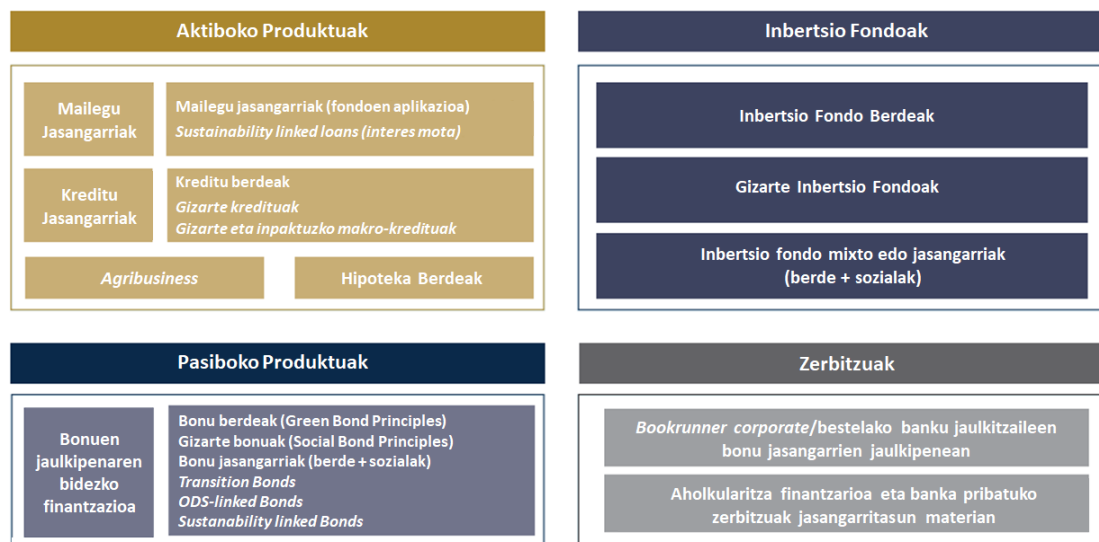 Aktiboko Produktuak
Mailegu
Jasangarriak
Mailegu jasangarriak (fondoen aplikazioa)
Sustainability linked loans (interes mota)
Kreditu
Jasangarriak
Kreditu berdeak
Gizarte kredituak
Gizarte eta inpaktuzko makro-kredituak
Agribusiness
Hipoteka Berdeak
Inbertsio Fondoak
Inbertsio Fondo Berdeak
Gizarte Inbertsio Fondoak
Inbertsio fondo mixto edo jasangarriak
(berde + sozialak)
Pasiboko Produktuak
Bonuen
jaulkipenaren
bidezko
finantzazioa
Bonu berdeak (Green Bond Principles)
Gizarte bonuak (Social Bond Principles)
Bonu jasangarriak (berde + sozialak)
Transition Bonds
ODS-linked Bonds
Sustanability linked Bonds
Zerbitzuak
Bookrunner corporate/bestelako banku jaulkitzaileen
bonu jasangarrien jaulkipenean
Aholkularitza finantzarioa eta banka pribatuko
zerbitzuak jasangarritasun materian